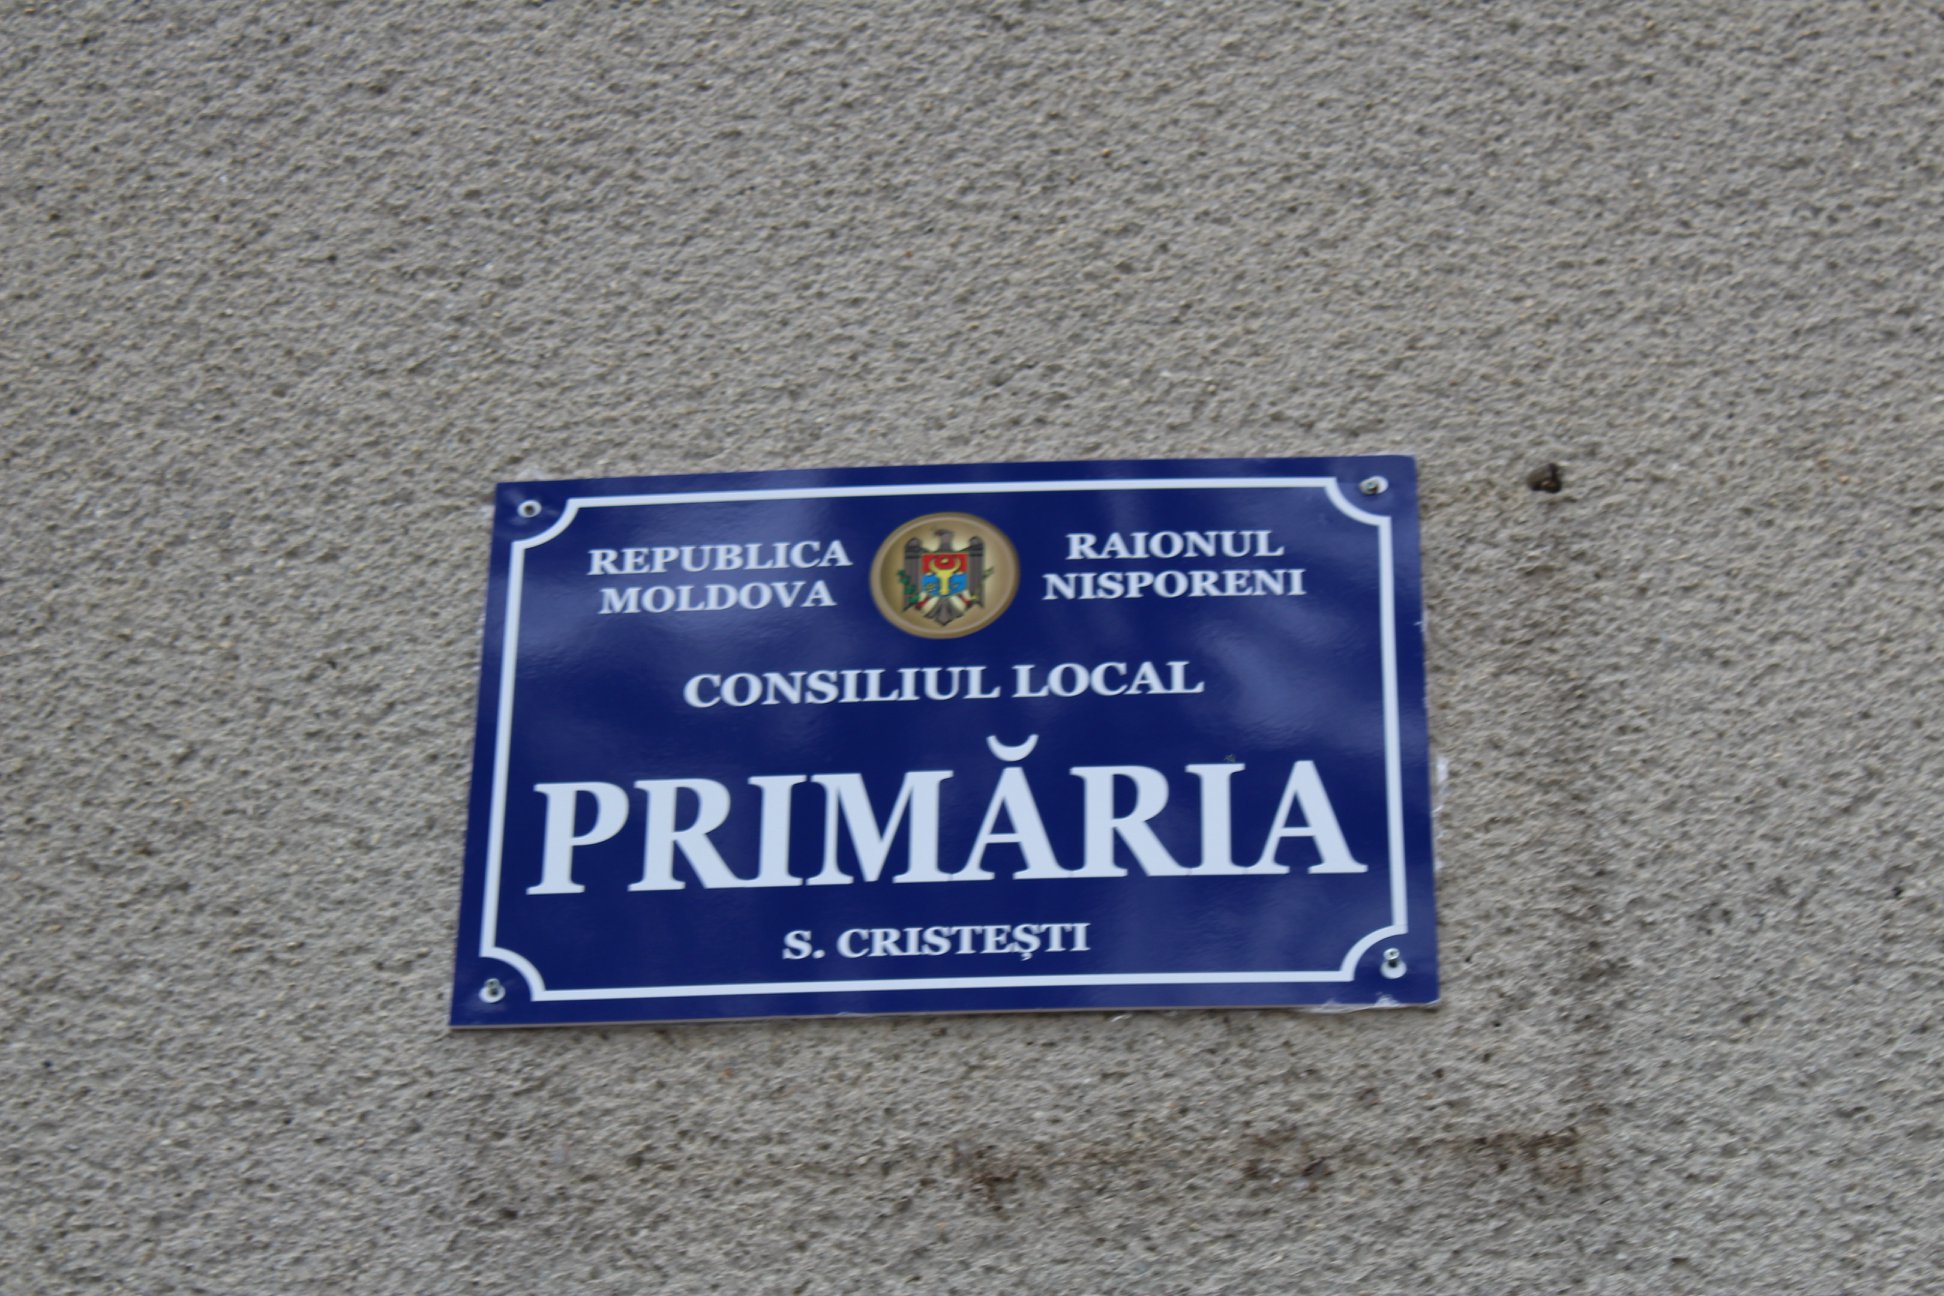 REPUBLICA
MOLDOVA
RAIONUL
NISPORENI
CONSILIUL LOCAL
PRIMĂRIA
S. CRISTEȘTI